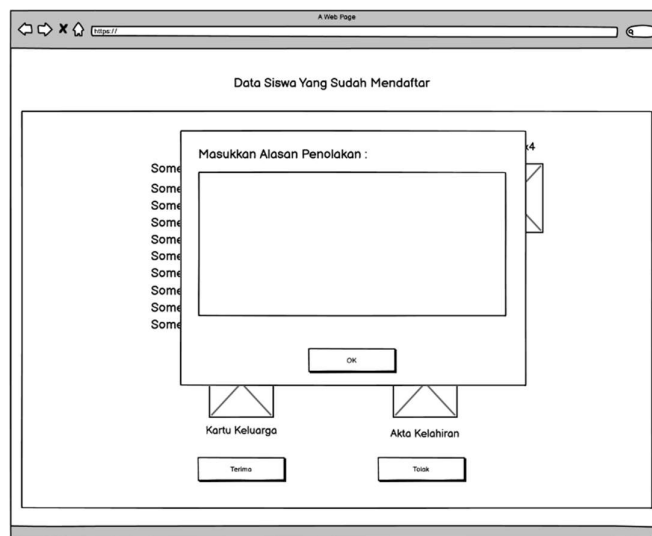 A Web Page
https://
Data Siswa Yang Sudah Mendaftar
Masukkan Alasan Penolakan :
x4
Some
Some
Some
Some
Some
Some
Some
Some
Some
Some
OK
Kartu Keluarga
Akta Kelahiran
Terima
Tolak